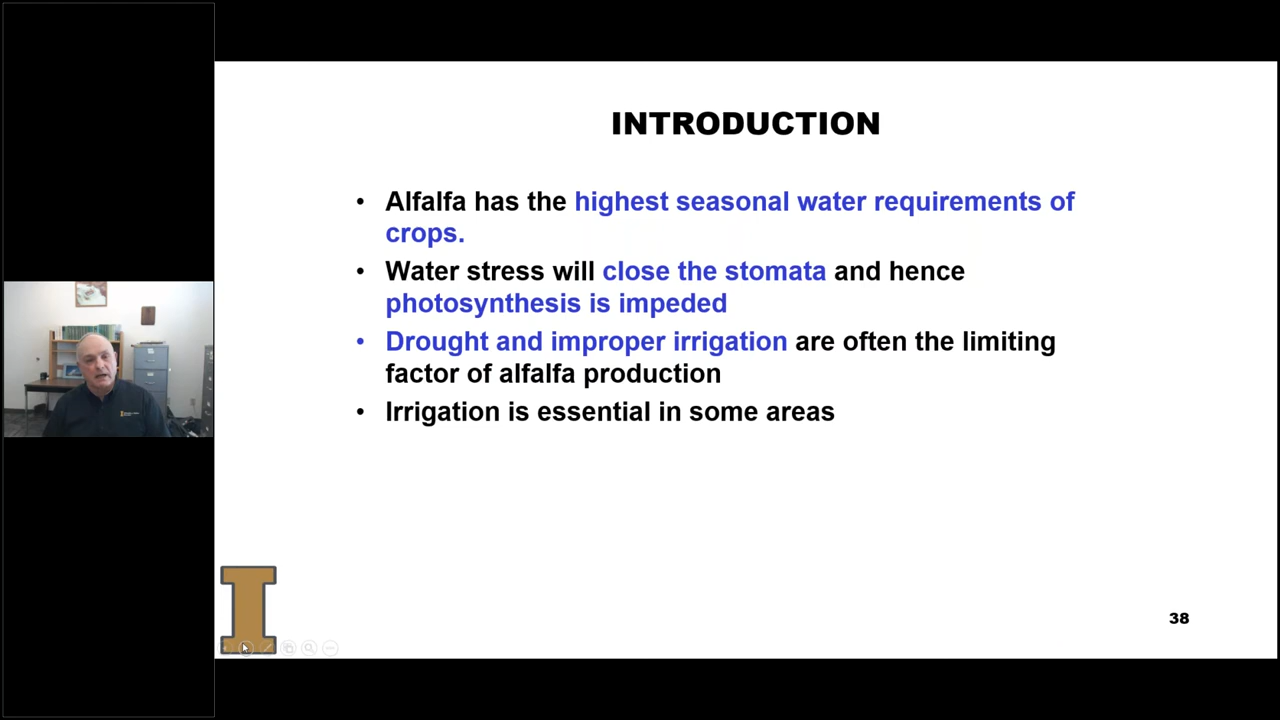 INTRODUCTION
• Alfalfa has the highest seasonal water requirements of
crops.
• Water stress will close the stomata and hence
photosynthesis is impeded
• Drought and improper irrigation are often the limiting
factor of alfalfa production
• Irrigation is essential in some areas
I
38